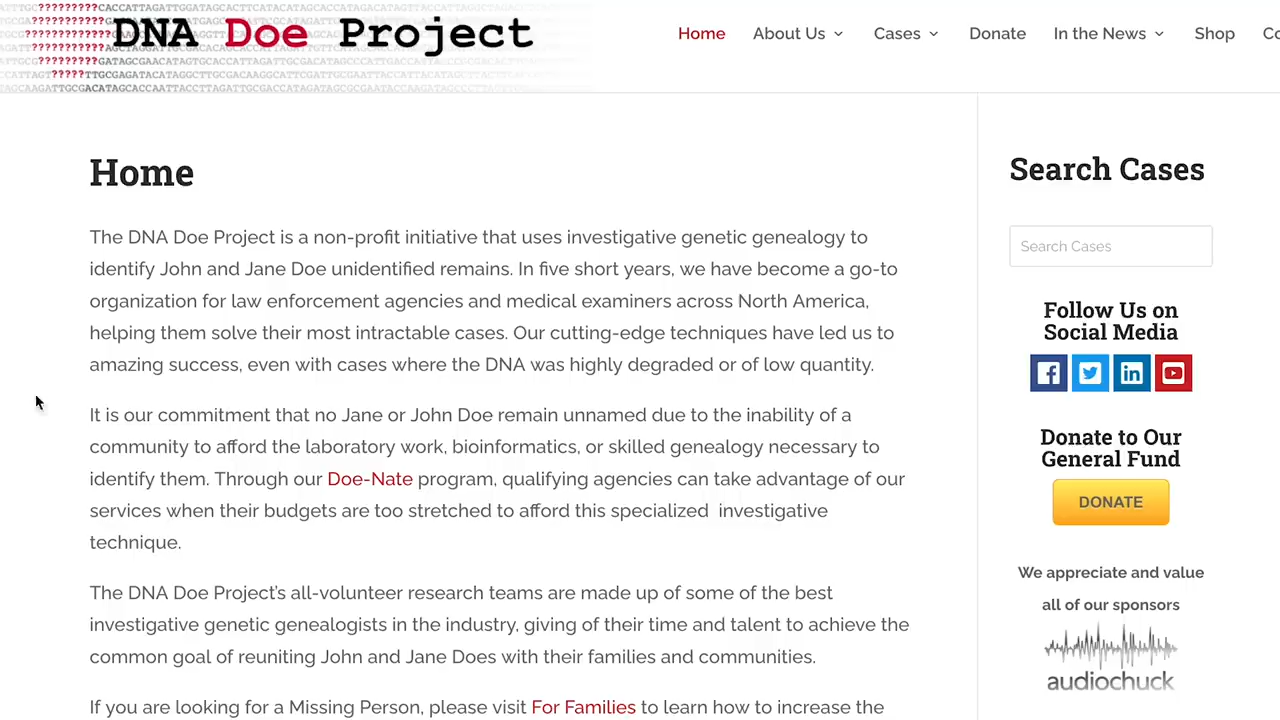 DNA Doe Project
Home
About Us
Cases
Donate
In the News
Shop
Home
The DNA Doe Project is a non-profit initiative that uses investigative genetic genealogy to
identify John and Jane Doe unidentified remains. In five short years, we have become a go-to
organization for law enforcement agencies and medical examiners across North America,
helping them solve their most intractable cases. Our cutting-edge techniques have led us to
amazing success, even with cases where the DNA was highly degraded or of low quantity.
It is our commitment that no Jane or John Doe remain unnamed due to the inability of a
community to afford the laboratory work, bioinformatics, or skilled genealogy necessary to
identify them. Through our Doe-Nate program, qualifying agencies can take advantage of our
services when their budgets are too stretched to afford this specialized  investigative
technique.
The DNA Doe Project’s all-volunteer research teams are made up of some of the best
investigative genetic genealogists in the industry, giving of their time and talent to achieve the
common goal of reuniting John and Jane Does with their families and communities.
If you are looking for a Missing Person, please visit For Families to learn how to increase the
Search Cases
Search Cases
Follow Us on
Social Media
Donate to Our
General Fund
DONATE
We appreciate and value
all of our sponsors
audiochuck